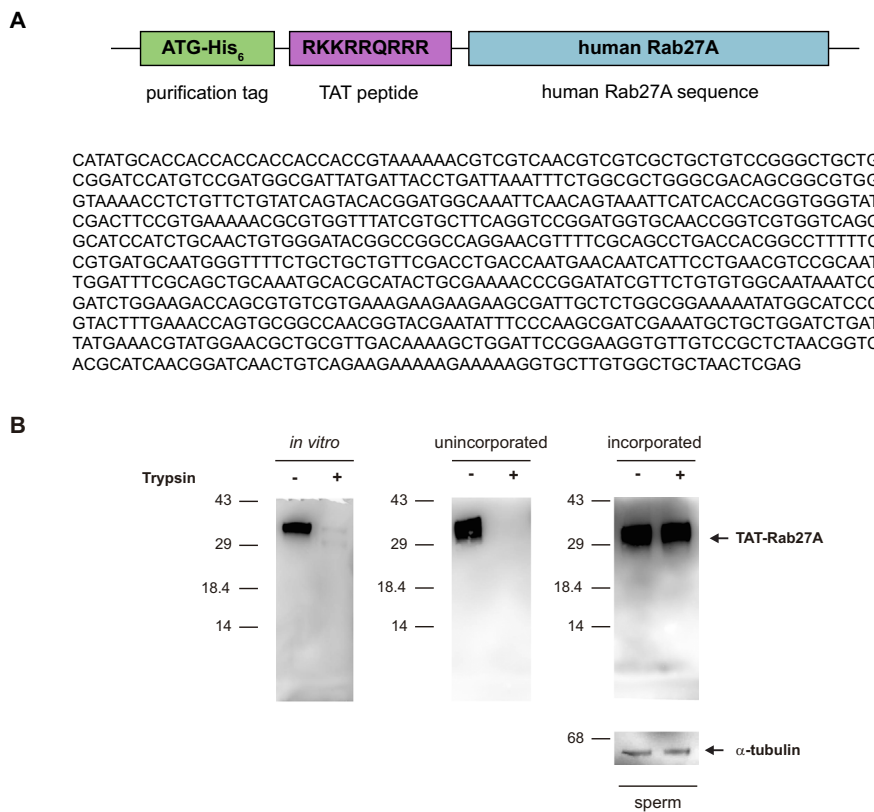 A
ATG-His6 RKKRRQRRR human Rab27A
purification tag TAT peptide human Rab27A sequence
CATATGCACCACCACCACCACCACCGTAAAAAACGTCGTCAACGTCGTCGCTGCTGTCCGGGCTGCTG
CGGATCCATGTCCGATGGCGATTATGATTACCTGATTAAATTTCTGGCGCTGGGCGACAGCGGCGTGG
GTAAAACCTCTGTTCTGTATCAGTACACGGATGGCAAATTCAACAGTAAATTCATCACCACGGTGGGTAT
CGACTTCCGTGAAAAACGCGTGGTTTATCGTGCTTCAGGTCCGGATGGTGCAACCGGTCGTGGTCAGC
GCATCCATCTGCAACTGTGGGATACGGCCGGCCAGGAACGTTTTCGCAGCCTGACCACGGCCTTTTTC
CGTGATGCAATGGGTTTTCTGCTGCTGTTCGACCTGACCAATGAACAATCATTCCTGAACGTCCGCAAT
TGGATTTCGCAGCTGCAAATGCACGCATACTGCGAAAACCCGGATATCGTTCTGTGTGGCAATAAATCC
GATCTGGAAGACCAGCGTGTCGTGAAAGAAGAAGAAGCGATTGCTCTGGCGGAAAAATATGGCATCCC
GTACTTTGAAACCAGTGCGGCCAACGGTACGAATATTTCCCAAGCGATCGAAATGCTGCTGGATCTGAT
TATGAAACGTATGGAACGCTGCGTTGACAAAAGCTGGATTCCGGAAGGTGTTGTCCGCTCTAACGGTC
ACGCATCAACGGATCAACTGTCAGAAGAAAAAGAAAAAGGTGCTTGTGGCTGCTAACTCGAG
B
in vitro unincorporated incorporated
Trypsin - + - + - +
43 43 43
29 29 29 TAT-Rab27A
18.4 18.4 18.4
14 14 14
68 α-tubulin
sperm